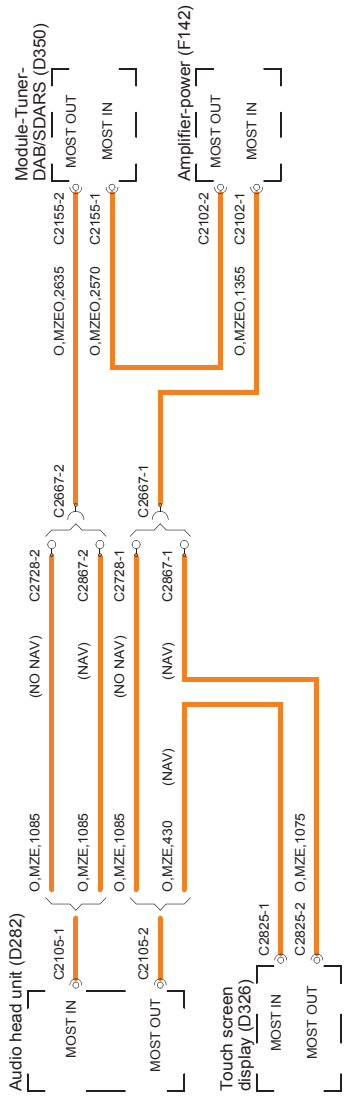 Audio head unit (D282)
MOST IN
MOST OUT
C2105-1
C2105-2
O,MZE,1085
(NO NAV)
C2728-2
O,MZE,1085
(NAV)
C2867-2
O,MZE,1085
(NO NAV)
C2728-1
O,MZE,430
(NAV)
(NAV)
C2867-1
C2667-2
C2667-1
O,MZEO,2635
C2155-2
O,MZEO,2570
C2155-1
Module-Tuner-
DAB/SDARS (D350)
MOST OUT
MOST IN
C2102-2
O,MZEO,1355
C2102-1
Amplifier-power (F142)
MOST OUT
MOST IN
Touch screen
display (D326)
MOST IN
MOST OUT
C2825-1
C2825-2
O,MZE,1075